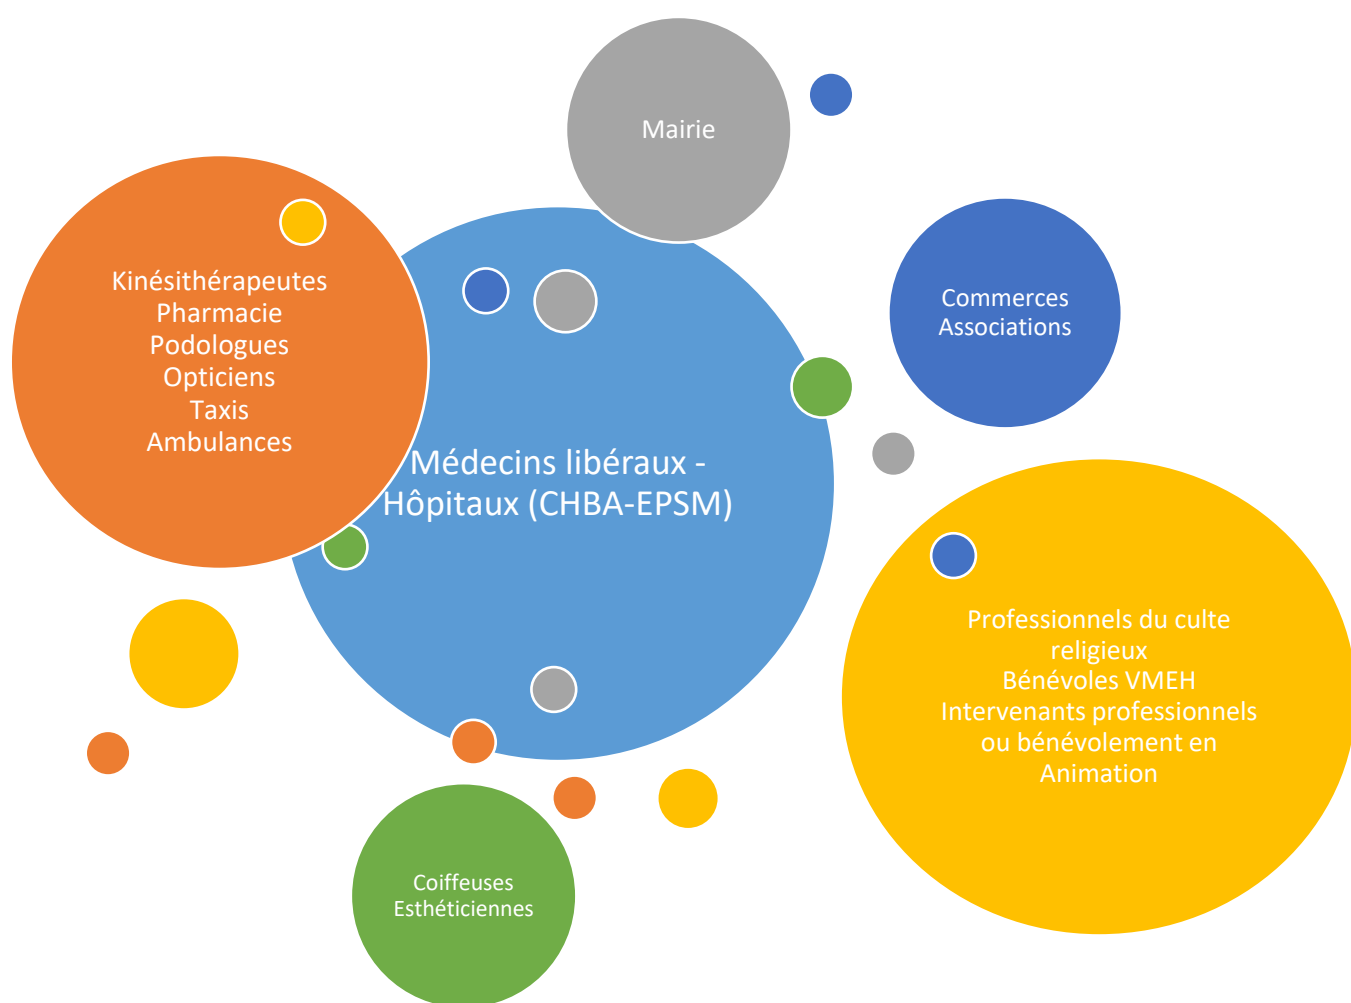 Mairie
Kinésithérapeutes
Pharmacie
Podologues
Opticiens
Taxis
Ambulances
Commerces
Associations
Médecins libéraux -
Hôpitaux (CHBA-EPSM)
Professionnels du culte
religieux
Bénévoles VMEH
Intervenants professionnels
ou bénévolement en
Animation
Coiffeuses
Esthéticiennes